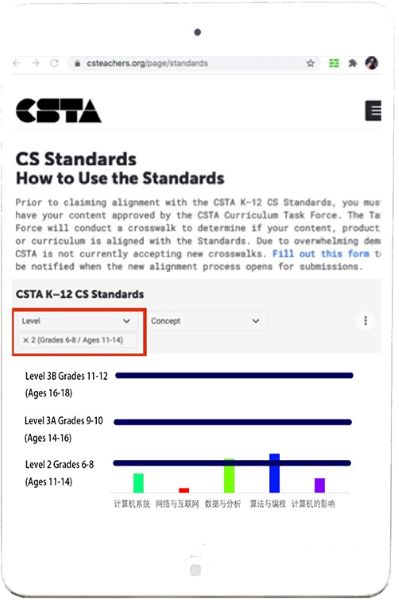 csteachers.org/page/standards
CSTA
CS Standards
How to Use the Standards
Prior to claiming alignment with the CSTA K–12 CS Standards, you mus
have your content approved by the CSTA Curriculum Task Force. The Ta
Force will conduct a crosswalk to determine if your content, product
or curriculum is aligned with the Standards. Due to overwhelming dem
CSTA is not currently accepting new crosswalks. Fill out this form t
be notified when the new alignment process opens for submissions.
CSTA K–12 CS Standards
Level Concept
× 2 (Grades 6-8 / Ages 11-14)
Level 3B Grades 11-12
(Ages 16-18)
Level 3A Grades 9-10
(Ages 14-16)
Level 2 Grades 6-8
(Ages 11-14)
计算机系统 网络与互联网 数据与分析 算法与编程 计算机的影响